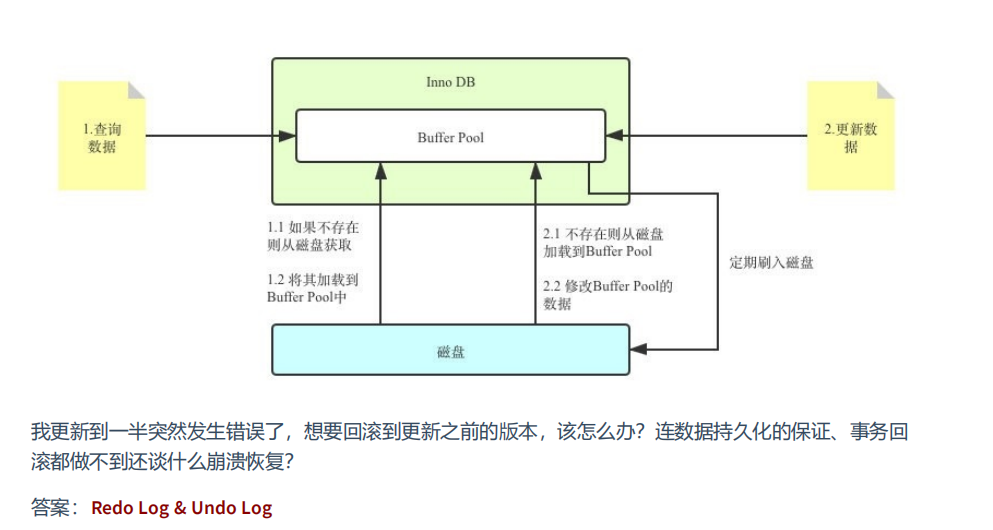 Inno DB
1.查询
数据
Buffer Pool
2.更新数
据
1.1 如果不存在
则从磁盘获取
1.2 将其加载到
Buffer Pool中
2.1 不存在则从磁盘
加载到Buffer Pool
2.2 修改Buffer Pool的
数据
定期刷入磁盘
磁盘
我更新到一半突然发生错误了，想要回滚到更新之前的版本，该怎么办？连数据持久化的保证、事务回
滚都做不到还谈什么崩溃恢复？
答案：Redo Log & Undo Log